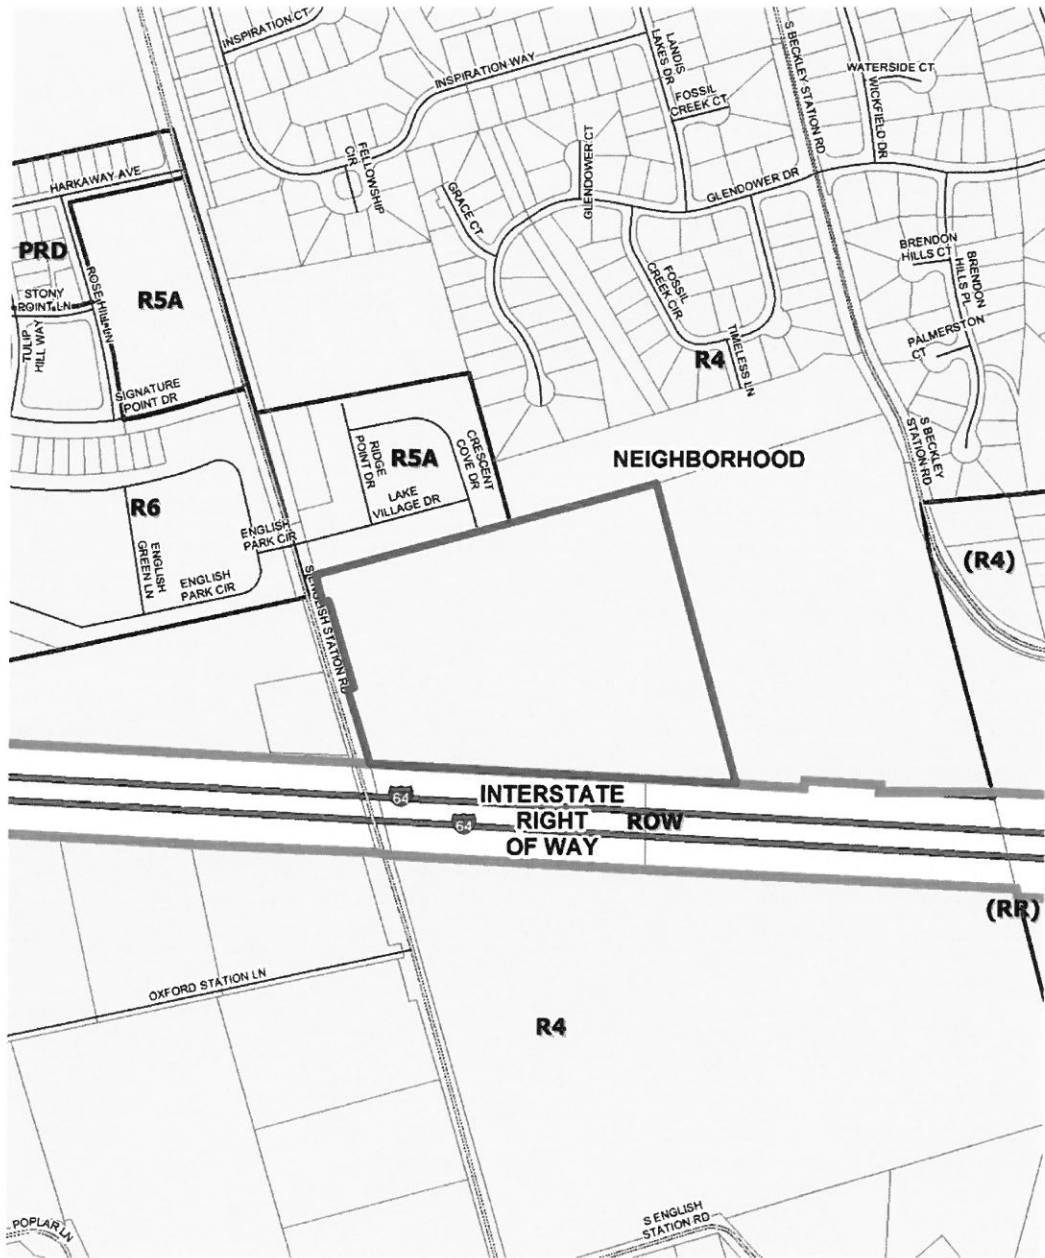 INSPIRATION CT
INSPIRATION WAY
LANDIS
LAKES DR
S BECKLEY STATION RD
WATERSIDE CT
WICKFIELD DR
FOSSIL
CREEK CT
HARKAWAY AVE
FELLOWSHIP
CIR
GLENDOWER CT
GLENDOWER DR
GRACE CT
PRD
R5A
ROSE HILL LN
STONY
POINT LN
TULIP
HILL WAY
SIGNATURE
POINT DR
FOSSIL
CREEK CIR
R4
TIMELESS LN
BRENDON
HILLS CT
BRENDON
HILLS PL
PALMERSTON
CT
S BECKLEY
STATION RD
RIDGE
POINT DR
R5A
CRESCENT
COVE DR
LAKE
VILLAGE DR
NEIGHBORHOOD
R6
ENGLISH
GREEN LN
ENGLISH
PARK CIR
ENGLISH
PARK CIR
(R4)
S ENGLISH STATION RD
64
INTERSTATE
64
RIGHT
ROW
OF WAY
(RR)
OXFORD STATION LN
R4
POPLAR LN
S ENGLISH
STATION RD